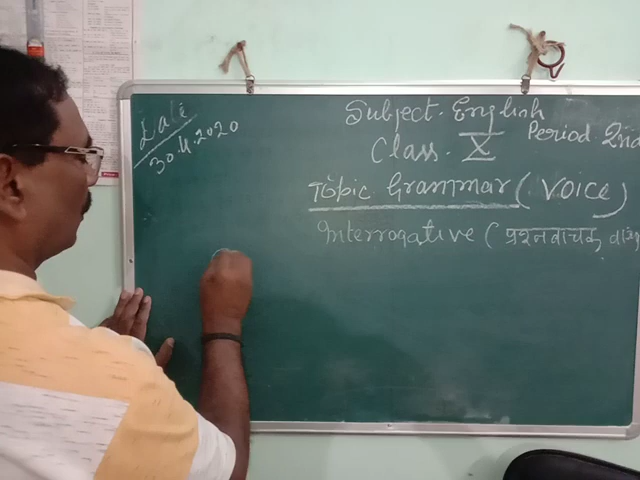 Date
30.4.2020
Subject. English
Class. X Period 2nd
Topic Grammar ( VOICE )
Interrogative ( प्रश्नवाचक